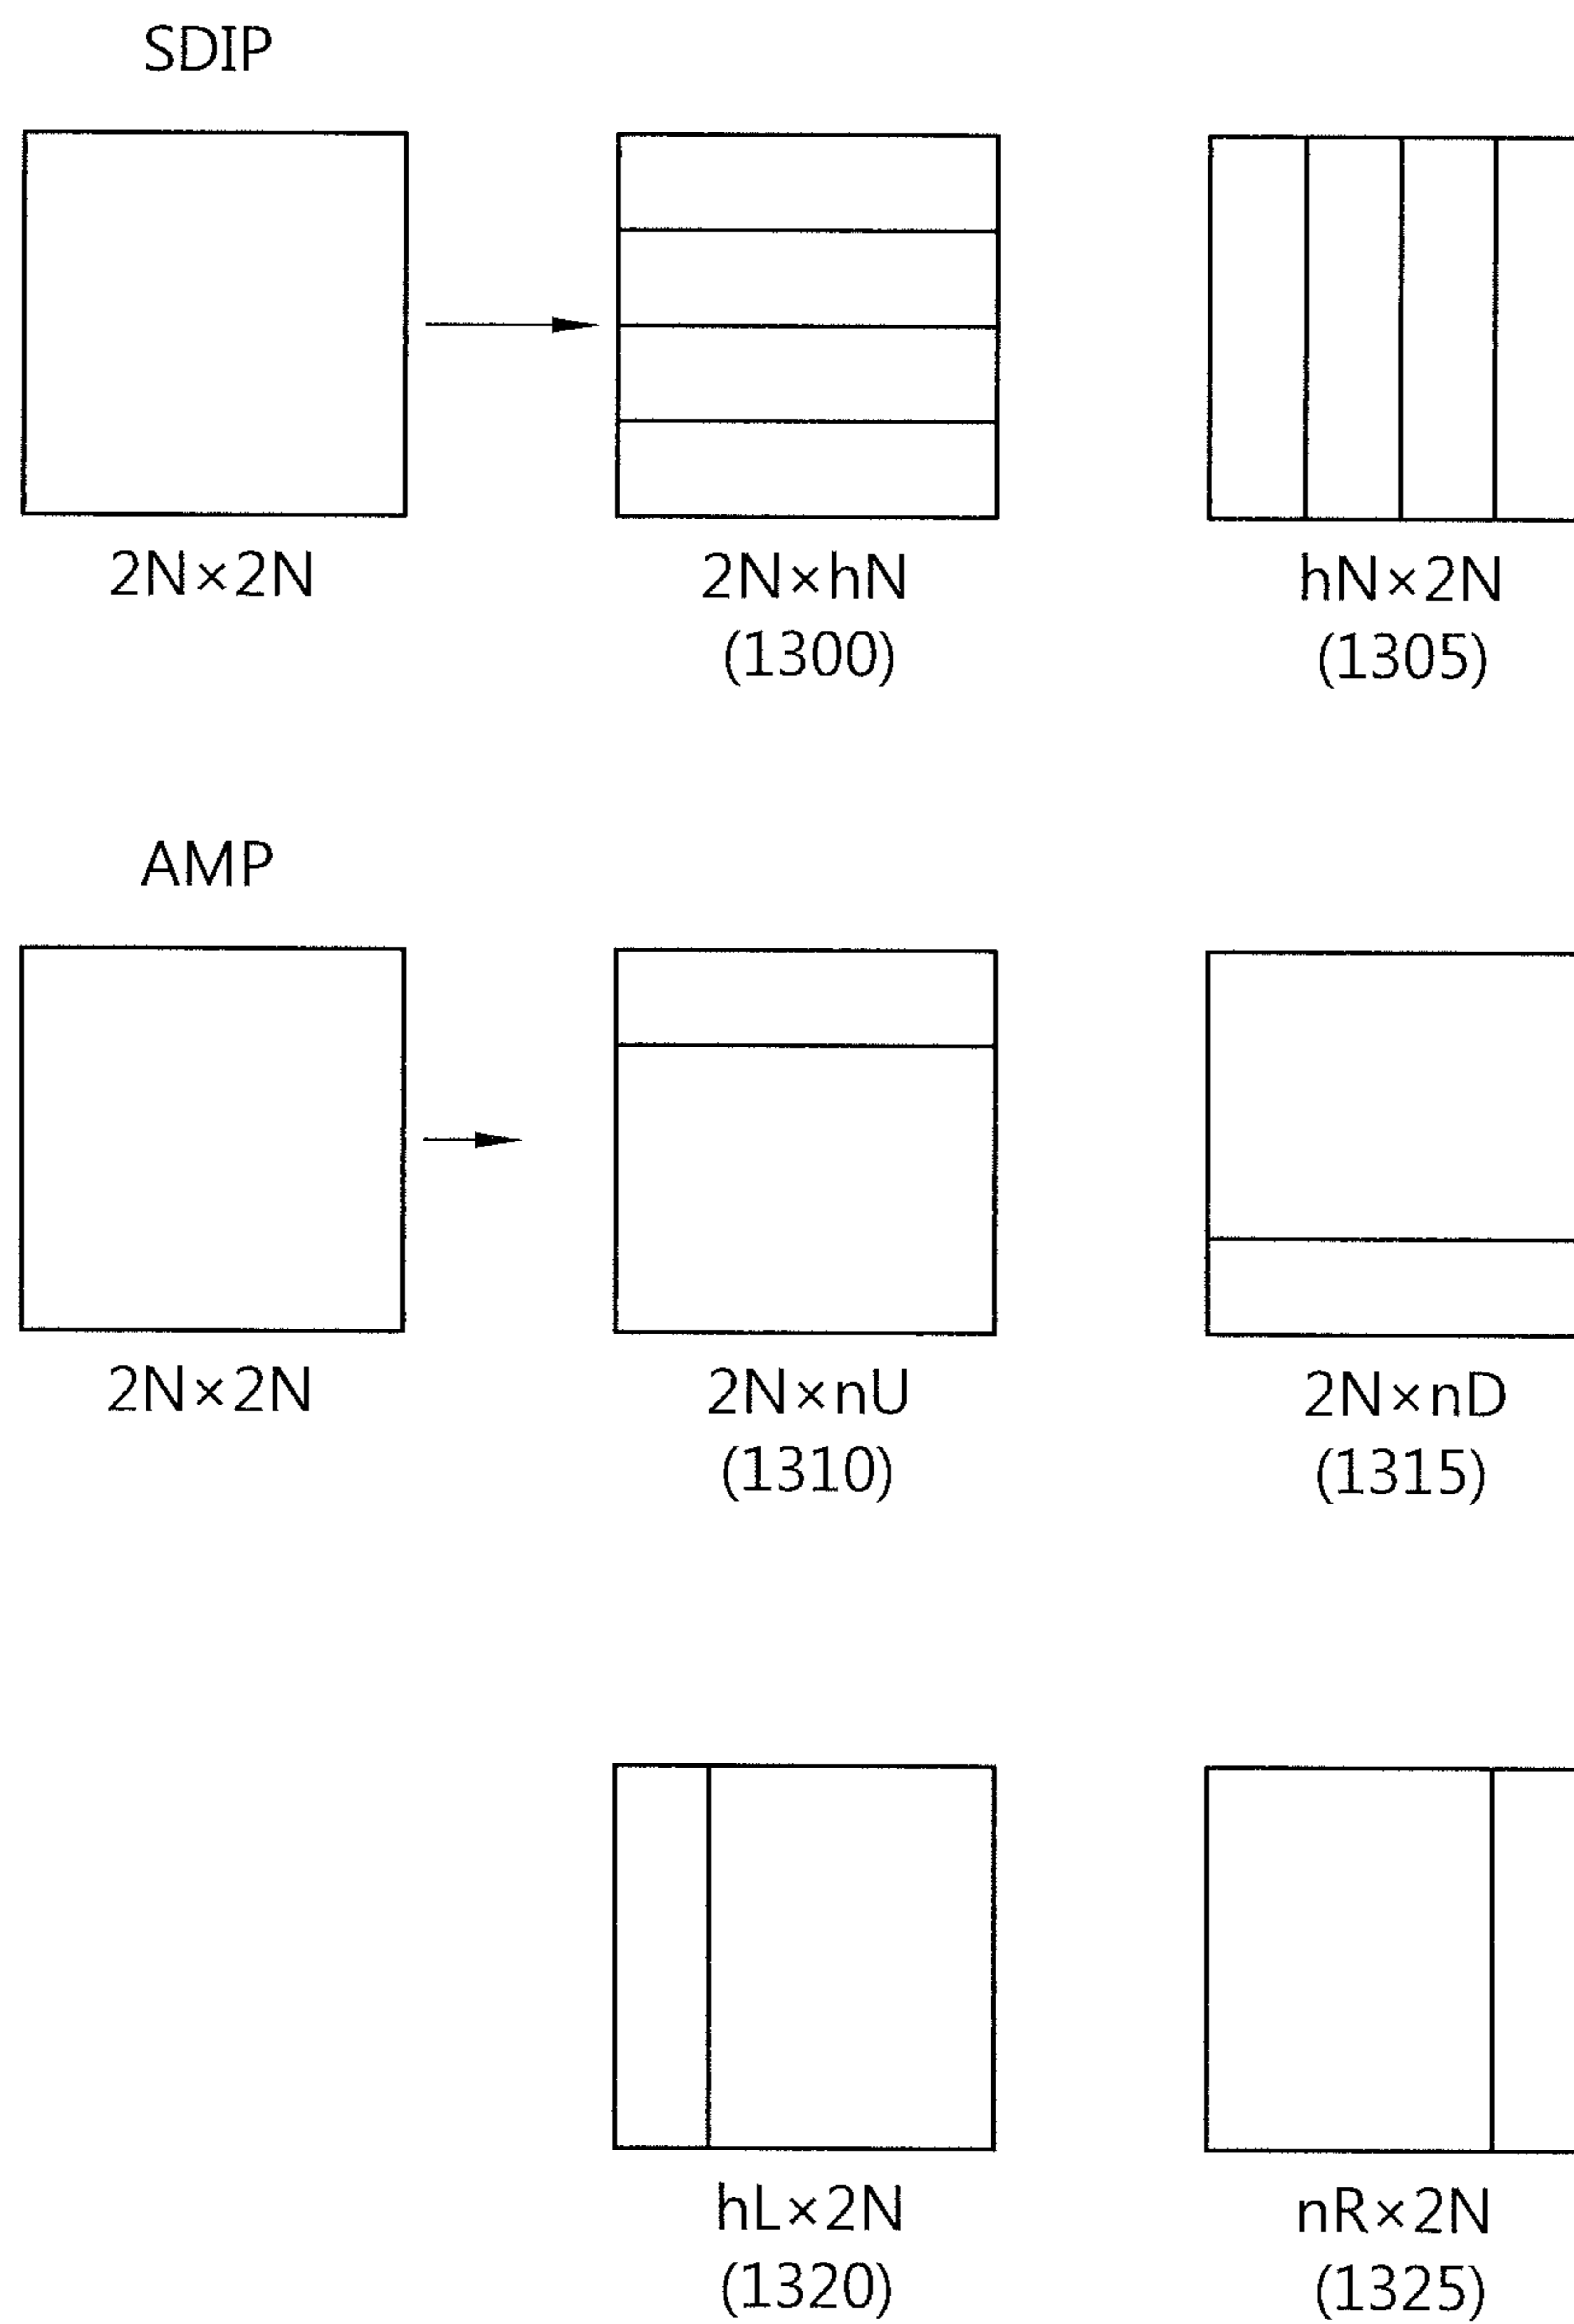 SDIP
2N×2N
2N×hN
(1300)
hN×2N
(1305)
AMP
2N×2N
2N×nU
(1310)
2N×nD
(1315)
hL×2N
(1320)
nR×2N
(1325)